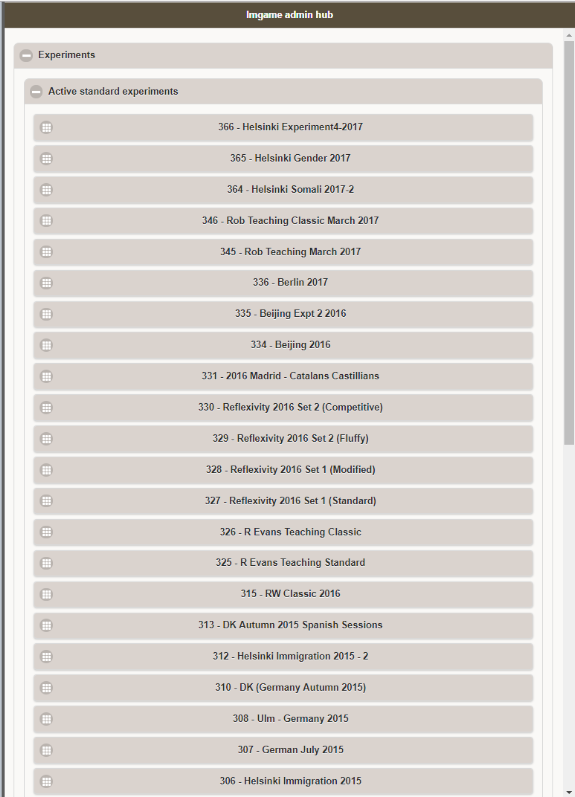 Imgame admin hub
Experiments
Active standard experiments
366 - Helsinki Experiment4-2017
365 - Helsinki Gender 2017
364 - Helsinki Somali 2017-2
346 - Rob Teaching Classic March 2017
345 - Rob Teaching March 2017
336 - Berlin 2017
335 - Beijing Expt 2 2016
334 - Beijing 2016
331 - 2016 Madrid - Catalans Castillians
330 - Reflexivity 2016 Set 2 (Competitive)
329 - Reflexivity 2016 Set 2 (Fluffy)
328 - Reflexivity 2016 Set 1 (Modified)
327 - Reflexivity 2016 Set 1 (Standard)
326 - R Evans Teaching Classic
325 - R Evans Teaching Standard
315 - RW Classic 2016
313 - DK Autumn 2015 Spanish Sessions
312 - Helsinki Immigration 2015 - 2
310 - DK (Germany Autumn 2015)
308 - Ulm - Germany 2015
307 - German July 2015
306 - Helsinki Immigration 2015